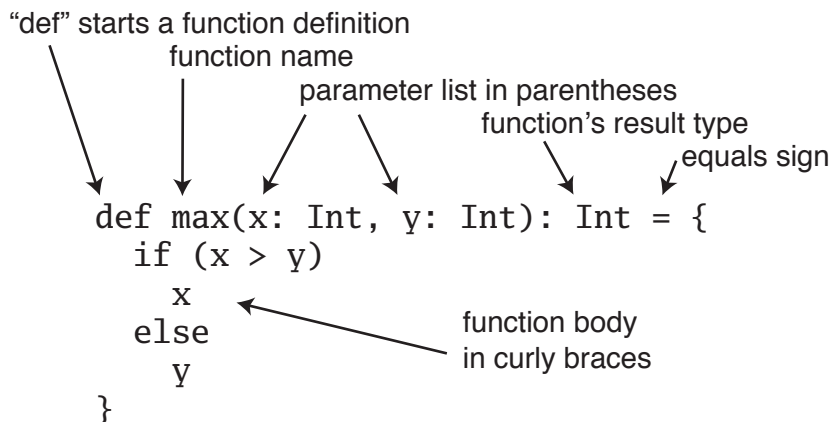 “def” starts a function definition
function name
parameter list in parentheses
function’s result type
equals sign
def max(x: Int, y: Int): Int = {
if (x > y)
x
else
y
}
function body
in curly braces